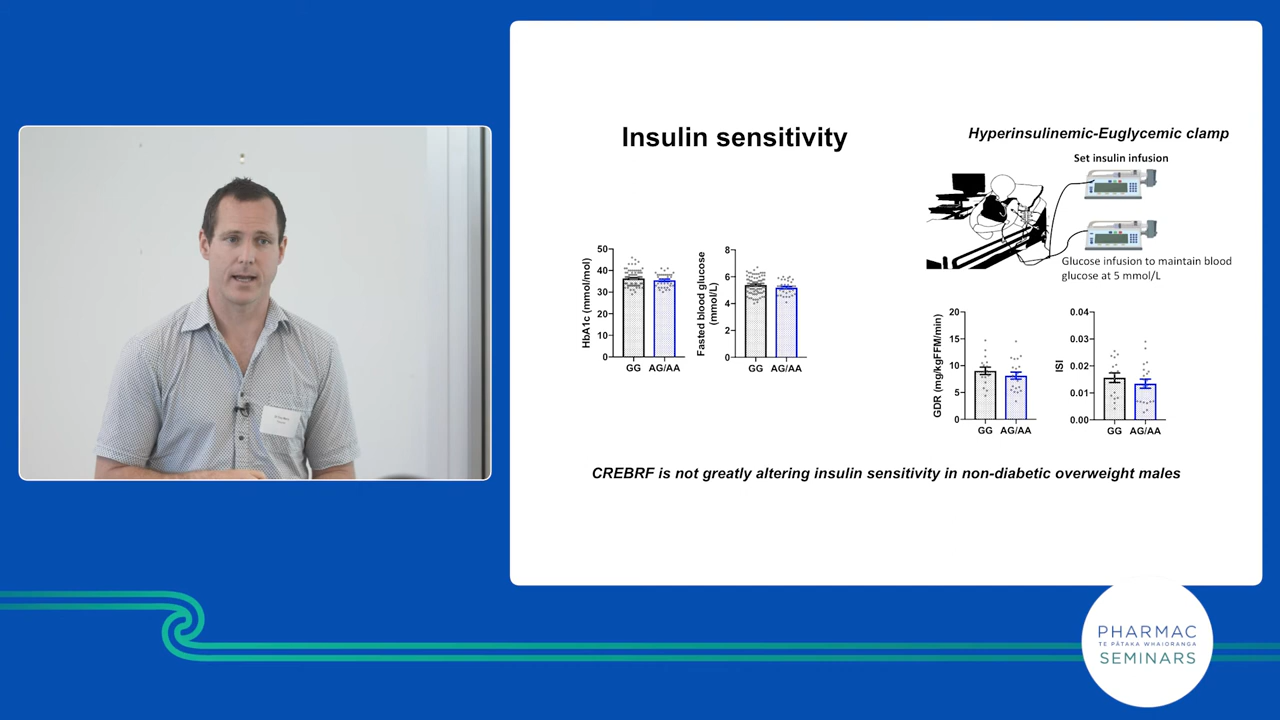 Insulin sensitivity
Hyperinsulinemic-Euglycemic clamp
Set insulin infusion
Glucose infusion to maintain blood
glucose at 5 mmol/L
HbA1c (mmol/mol)
50
40
30
20
10
0
GG AG/AA
Fasted blood glucose
(mmol/L)
8
6
4
2
0
GG AG/AA
GDR (mg/kgFFM/min)
20
15
10
5
0
GG AG/AA
ISI
0.04
0.03
0.02
0.01
0.00
GG AG/AA
CREBRF is not greatly altering insulin sensitivity in non-diabetic overweight males
PHARMAC
TE PĀTAKA WHAIORANGA
SEMINARS